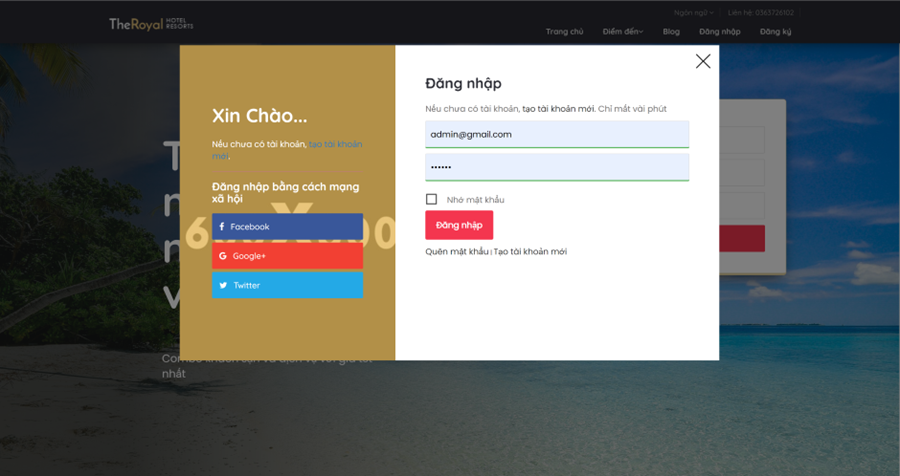 TheRoyal HOTEL RESORTS
Ngôn ngữ
Liên hệ: 0363726102
Trang chủ
Điểm đến
Blog
Đăng nhập
Đăng ký
Xin Chào...
Nếu chưa có tài khoản, tạo tài khoản
mới.
Đăng nhập bằng cách mạng
xã hội
Facebook
Google+
Twitter
Đăng nhập
Nếu chưa có tài khoản, tạo tài khoản mới. Chỉ mất vài phút
admin@gmail.com
••••••
Nhớ mật khẩu
Đăng nhập
Quên mật khẩu | Tạo tài khoản mới
nhất